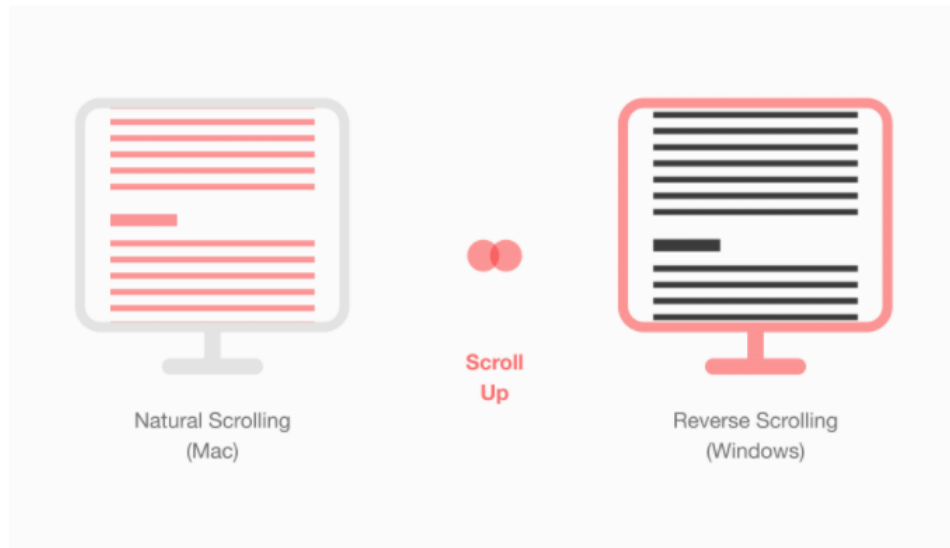 Scroll
Up
Natural Scrolling
(Mac)
Reverse Scrolling
(Windows)